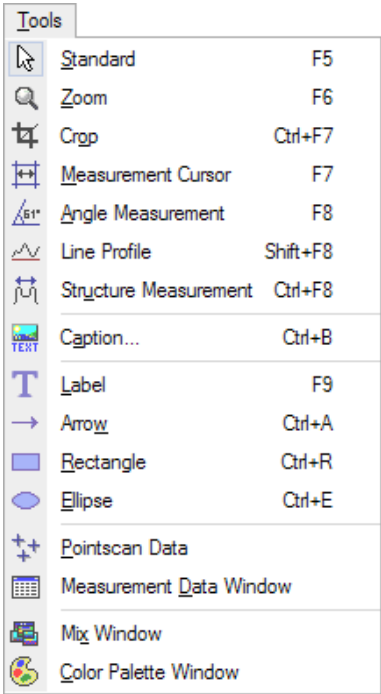 Tools
Standard F5
Zoom F6
Crop Ctrl+F7
Measurement Cursor F7
61° Angle Measurement F8
Line Profile Shift+F8
Structure Measurement Ctrl+F8
TEXT Caption... Ctrl+B
T Label F9
Arrow Ctrl+A
Rectangle Ctrl+R
Ellipse Ctrl+E
Pointscan Data
Measurement Data Window
Mix Window
Color Palette Window